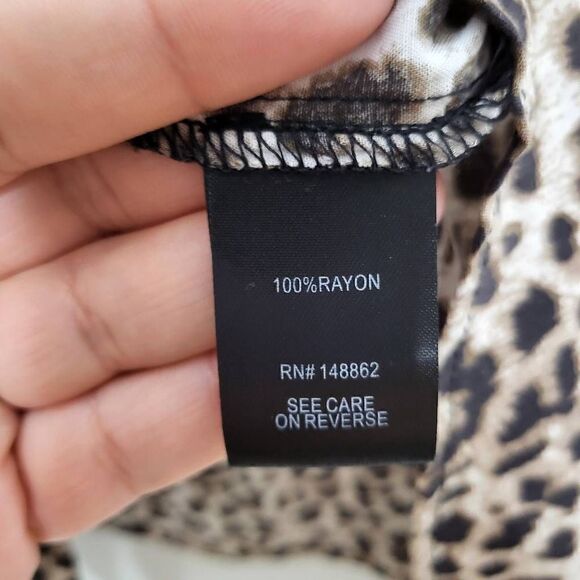 100%RAYON
RN# 148862
SEE CARE
ON REVERSE